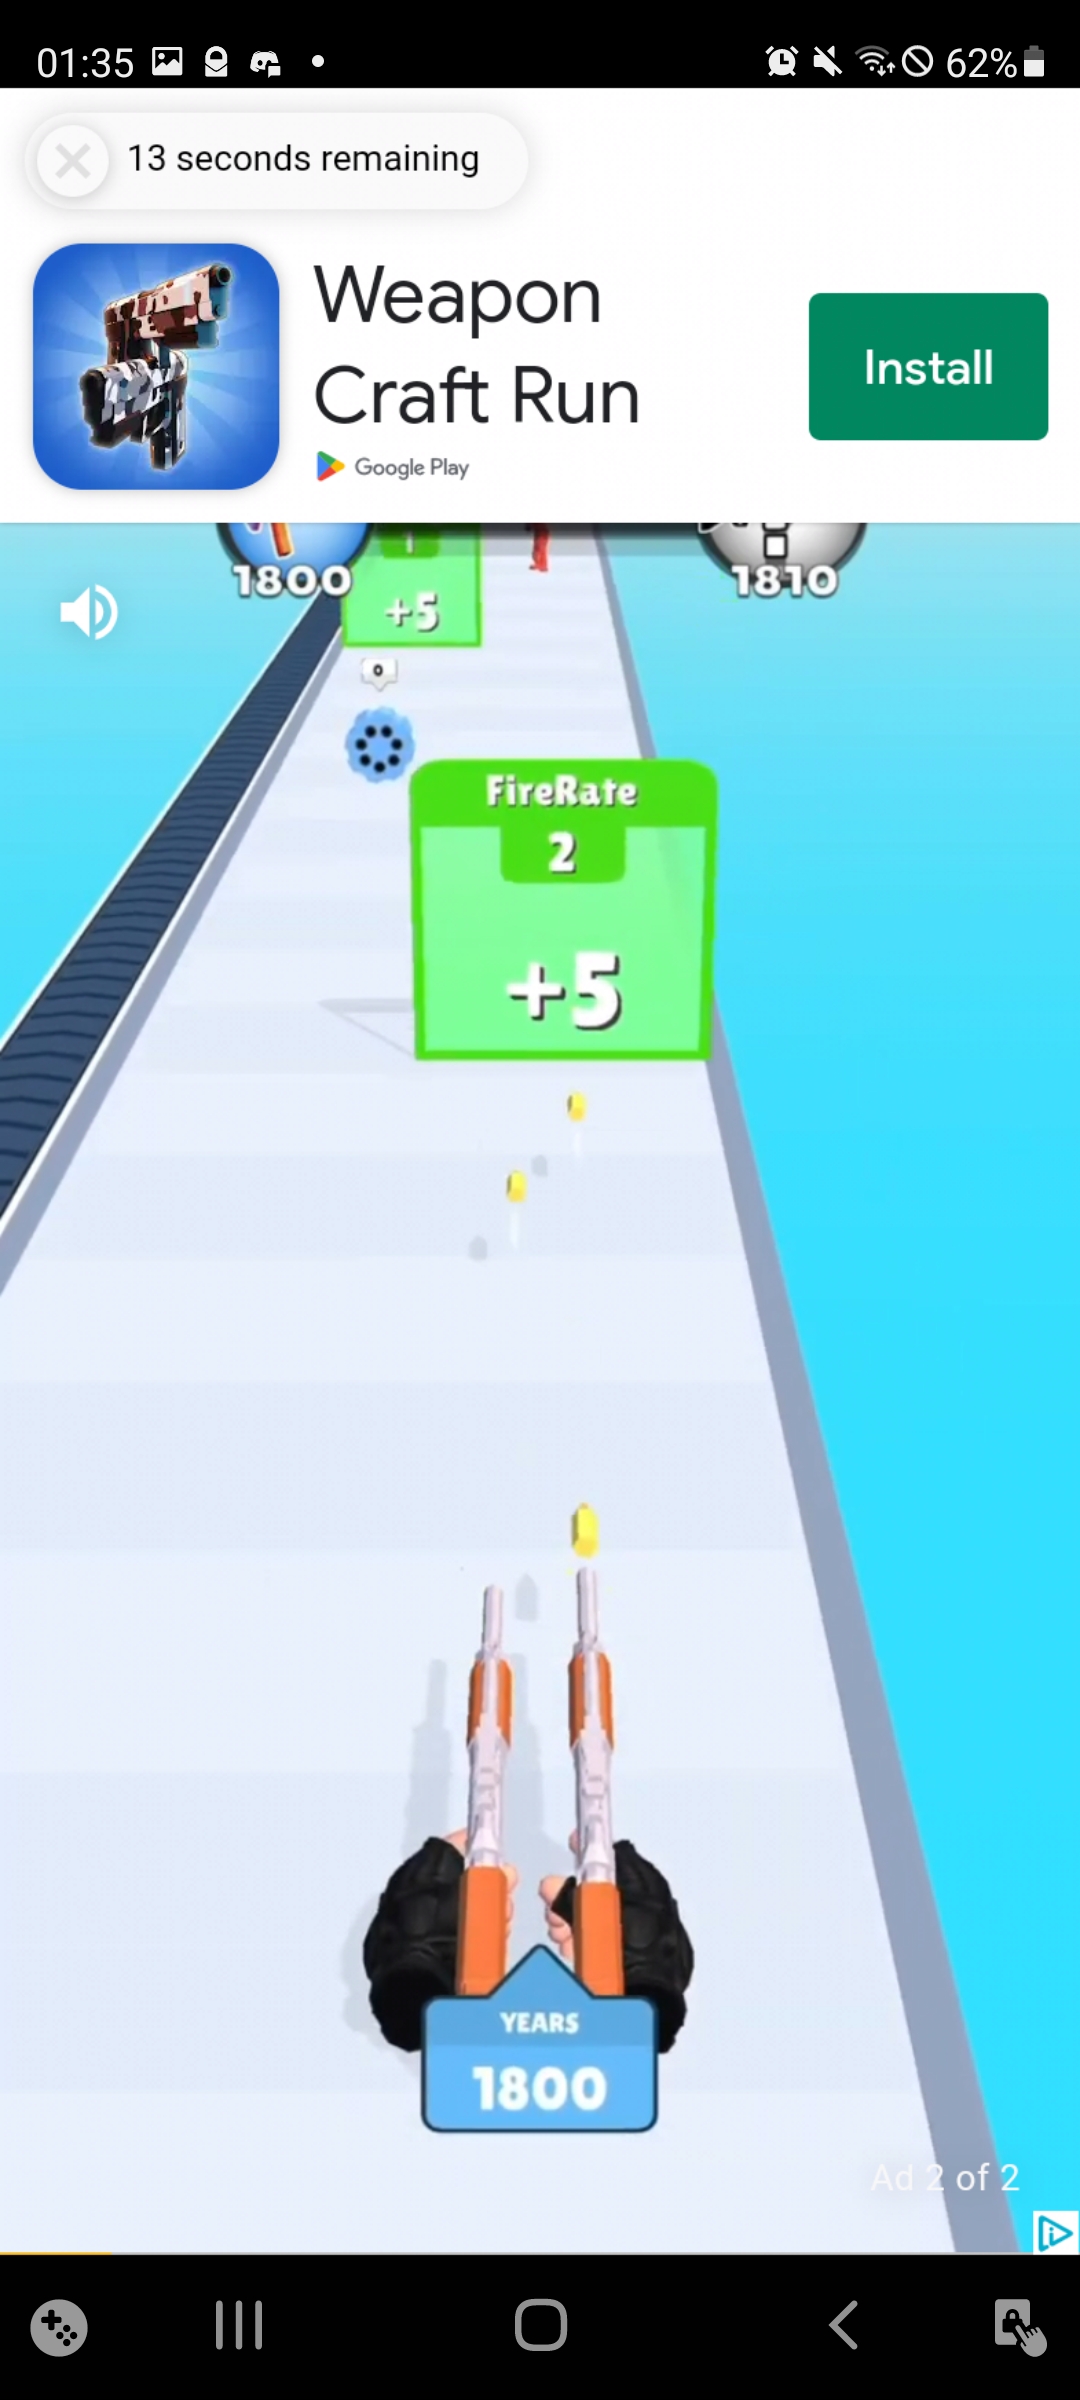 01:35
62%
13 seconds remaining
Weapon
Craft Run
Install
Google Play
1800
1810
+5
0
FireRate
2
+5
YEARS
1800
Ad 2 of 2